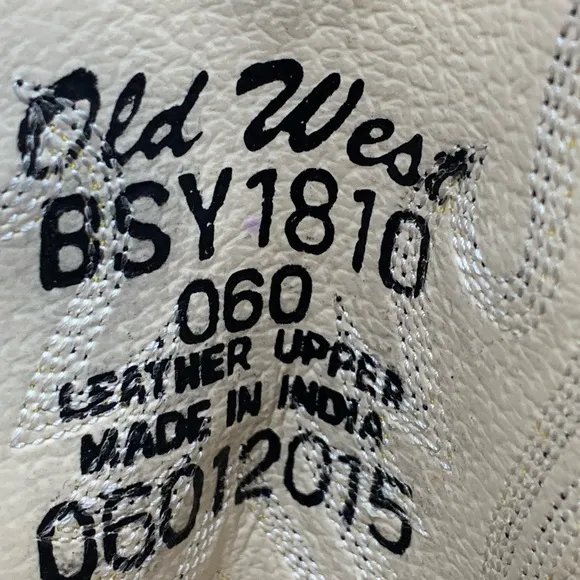 Old West
BSY1810
060
LEATHER UPPER
MADE IN INDIA
06012015